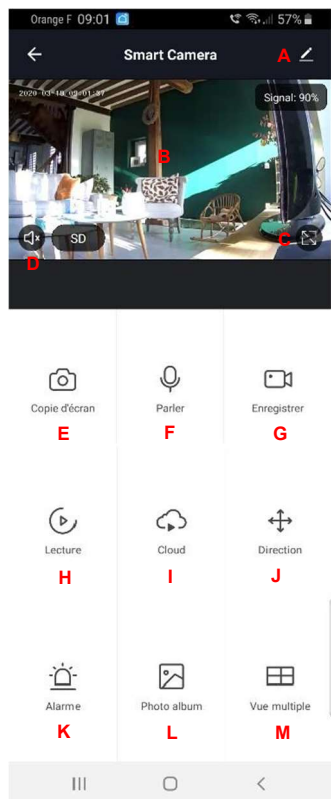 Orange F 09:01 57%
Smart Camera A
2020-03-18 09:01:37 Signal: 90%
B
SD C
D
Copie d'écran Parler Enregistrer
E F G
Lecture Cloud Direction
H I J
Alarme Photo album Vue multiple
K L M